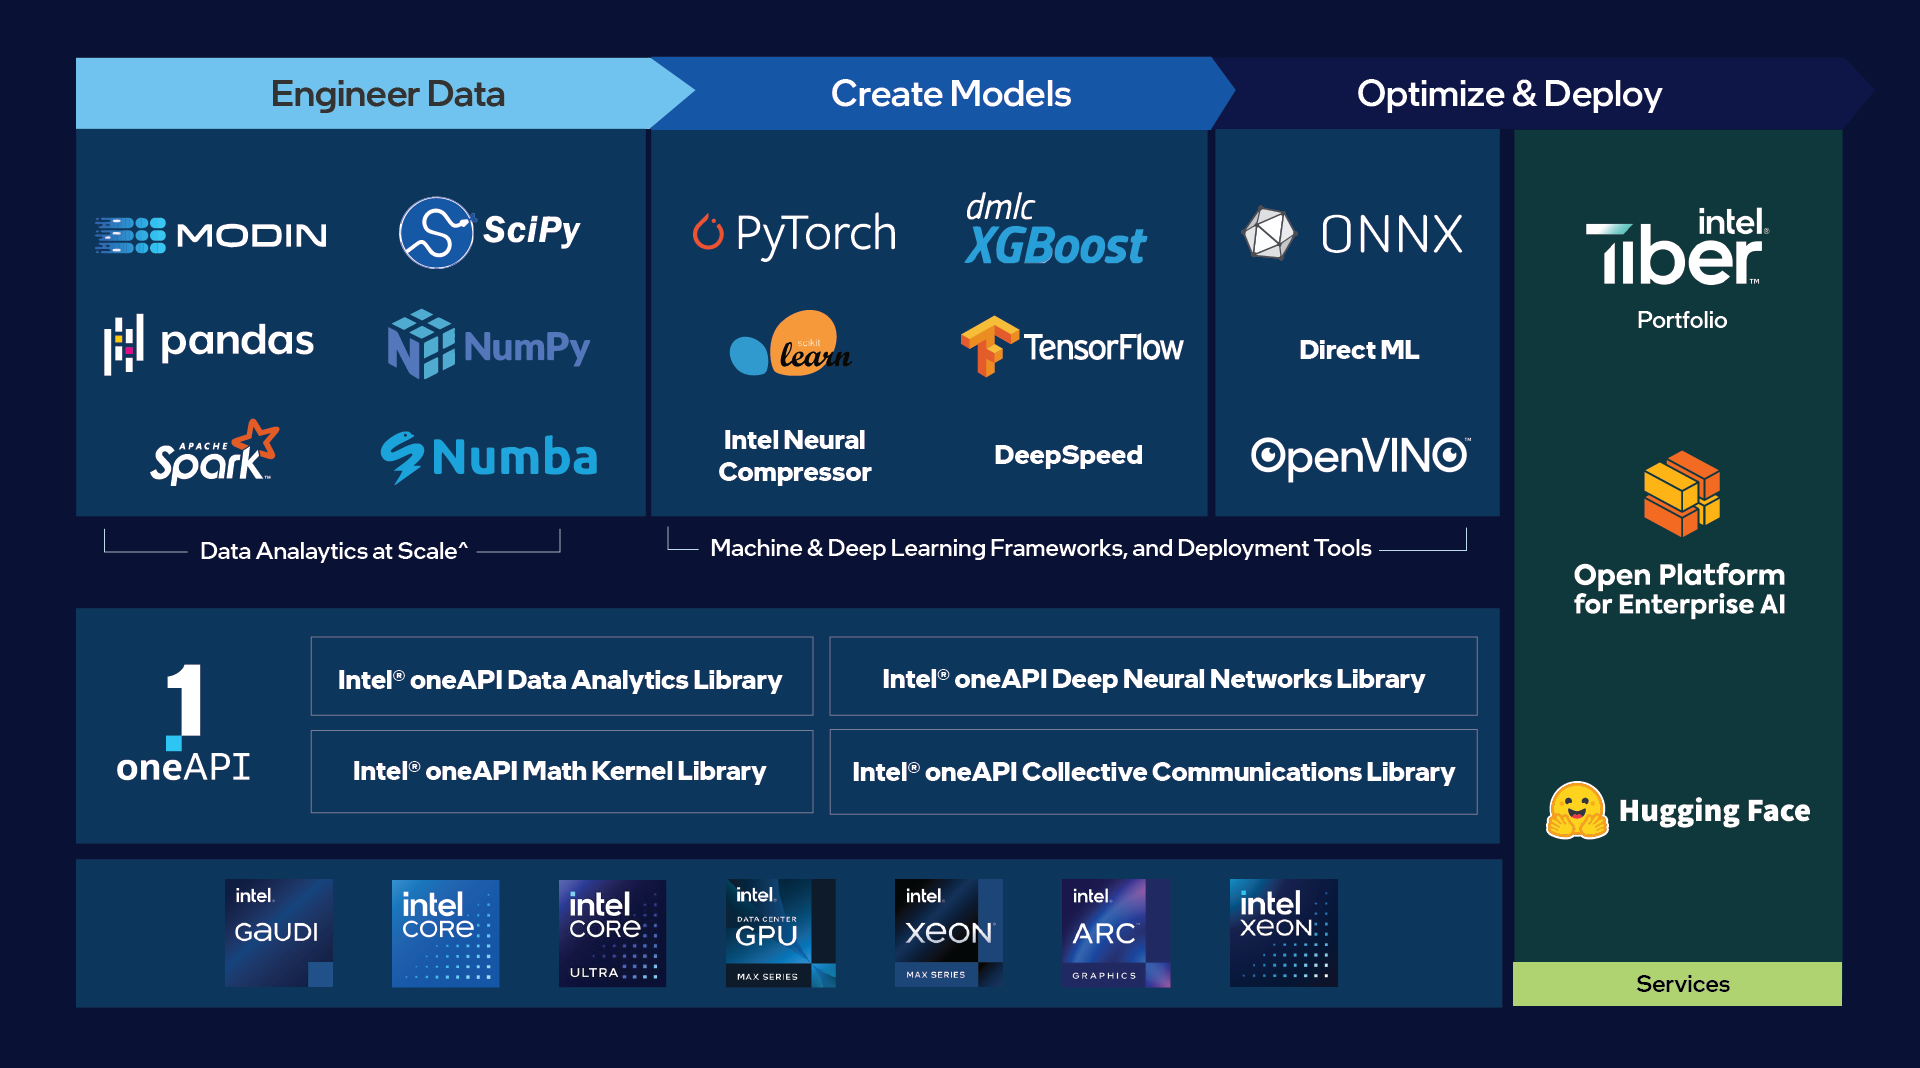 Engineer Data
Create Models
Optimize & Deploy
MODIN
SciPy
pandas
NumPy
APACHE
Spark™
Numba
PyTorch
dmlc
XGBoost
scikit
learn
TensorFlow
Intel Neural
Compressor
DeepSpeed
ONNX
Direct ML
OpenVINO™
intel®
Tiber™
Portfolio
Open Platform
for Enterprise AI
Hugging Face
Services
Data Analaytics at Scale^
Machine & Deep Learning Frameworks, and Deployment Tools
1
oneAPI
Intel® oneAPI Data Analytics Library
Intel® oneAPI Deep Neural Networks Library
Intel® oneAPI Math Kernel Library
Intel® oneAPI Collective Communications Library
intel.
GAUDI
intel
CORE
intel
CORE
ULTRA
intel.
DATA CENTER
GPU
MAX SERIES
intel.
XEON
MAX SERIES
intel.
ARC™
GRAPHICS
intel
XEON